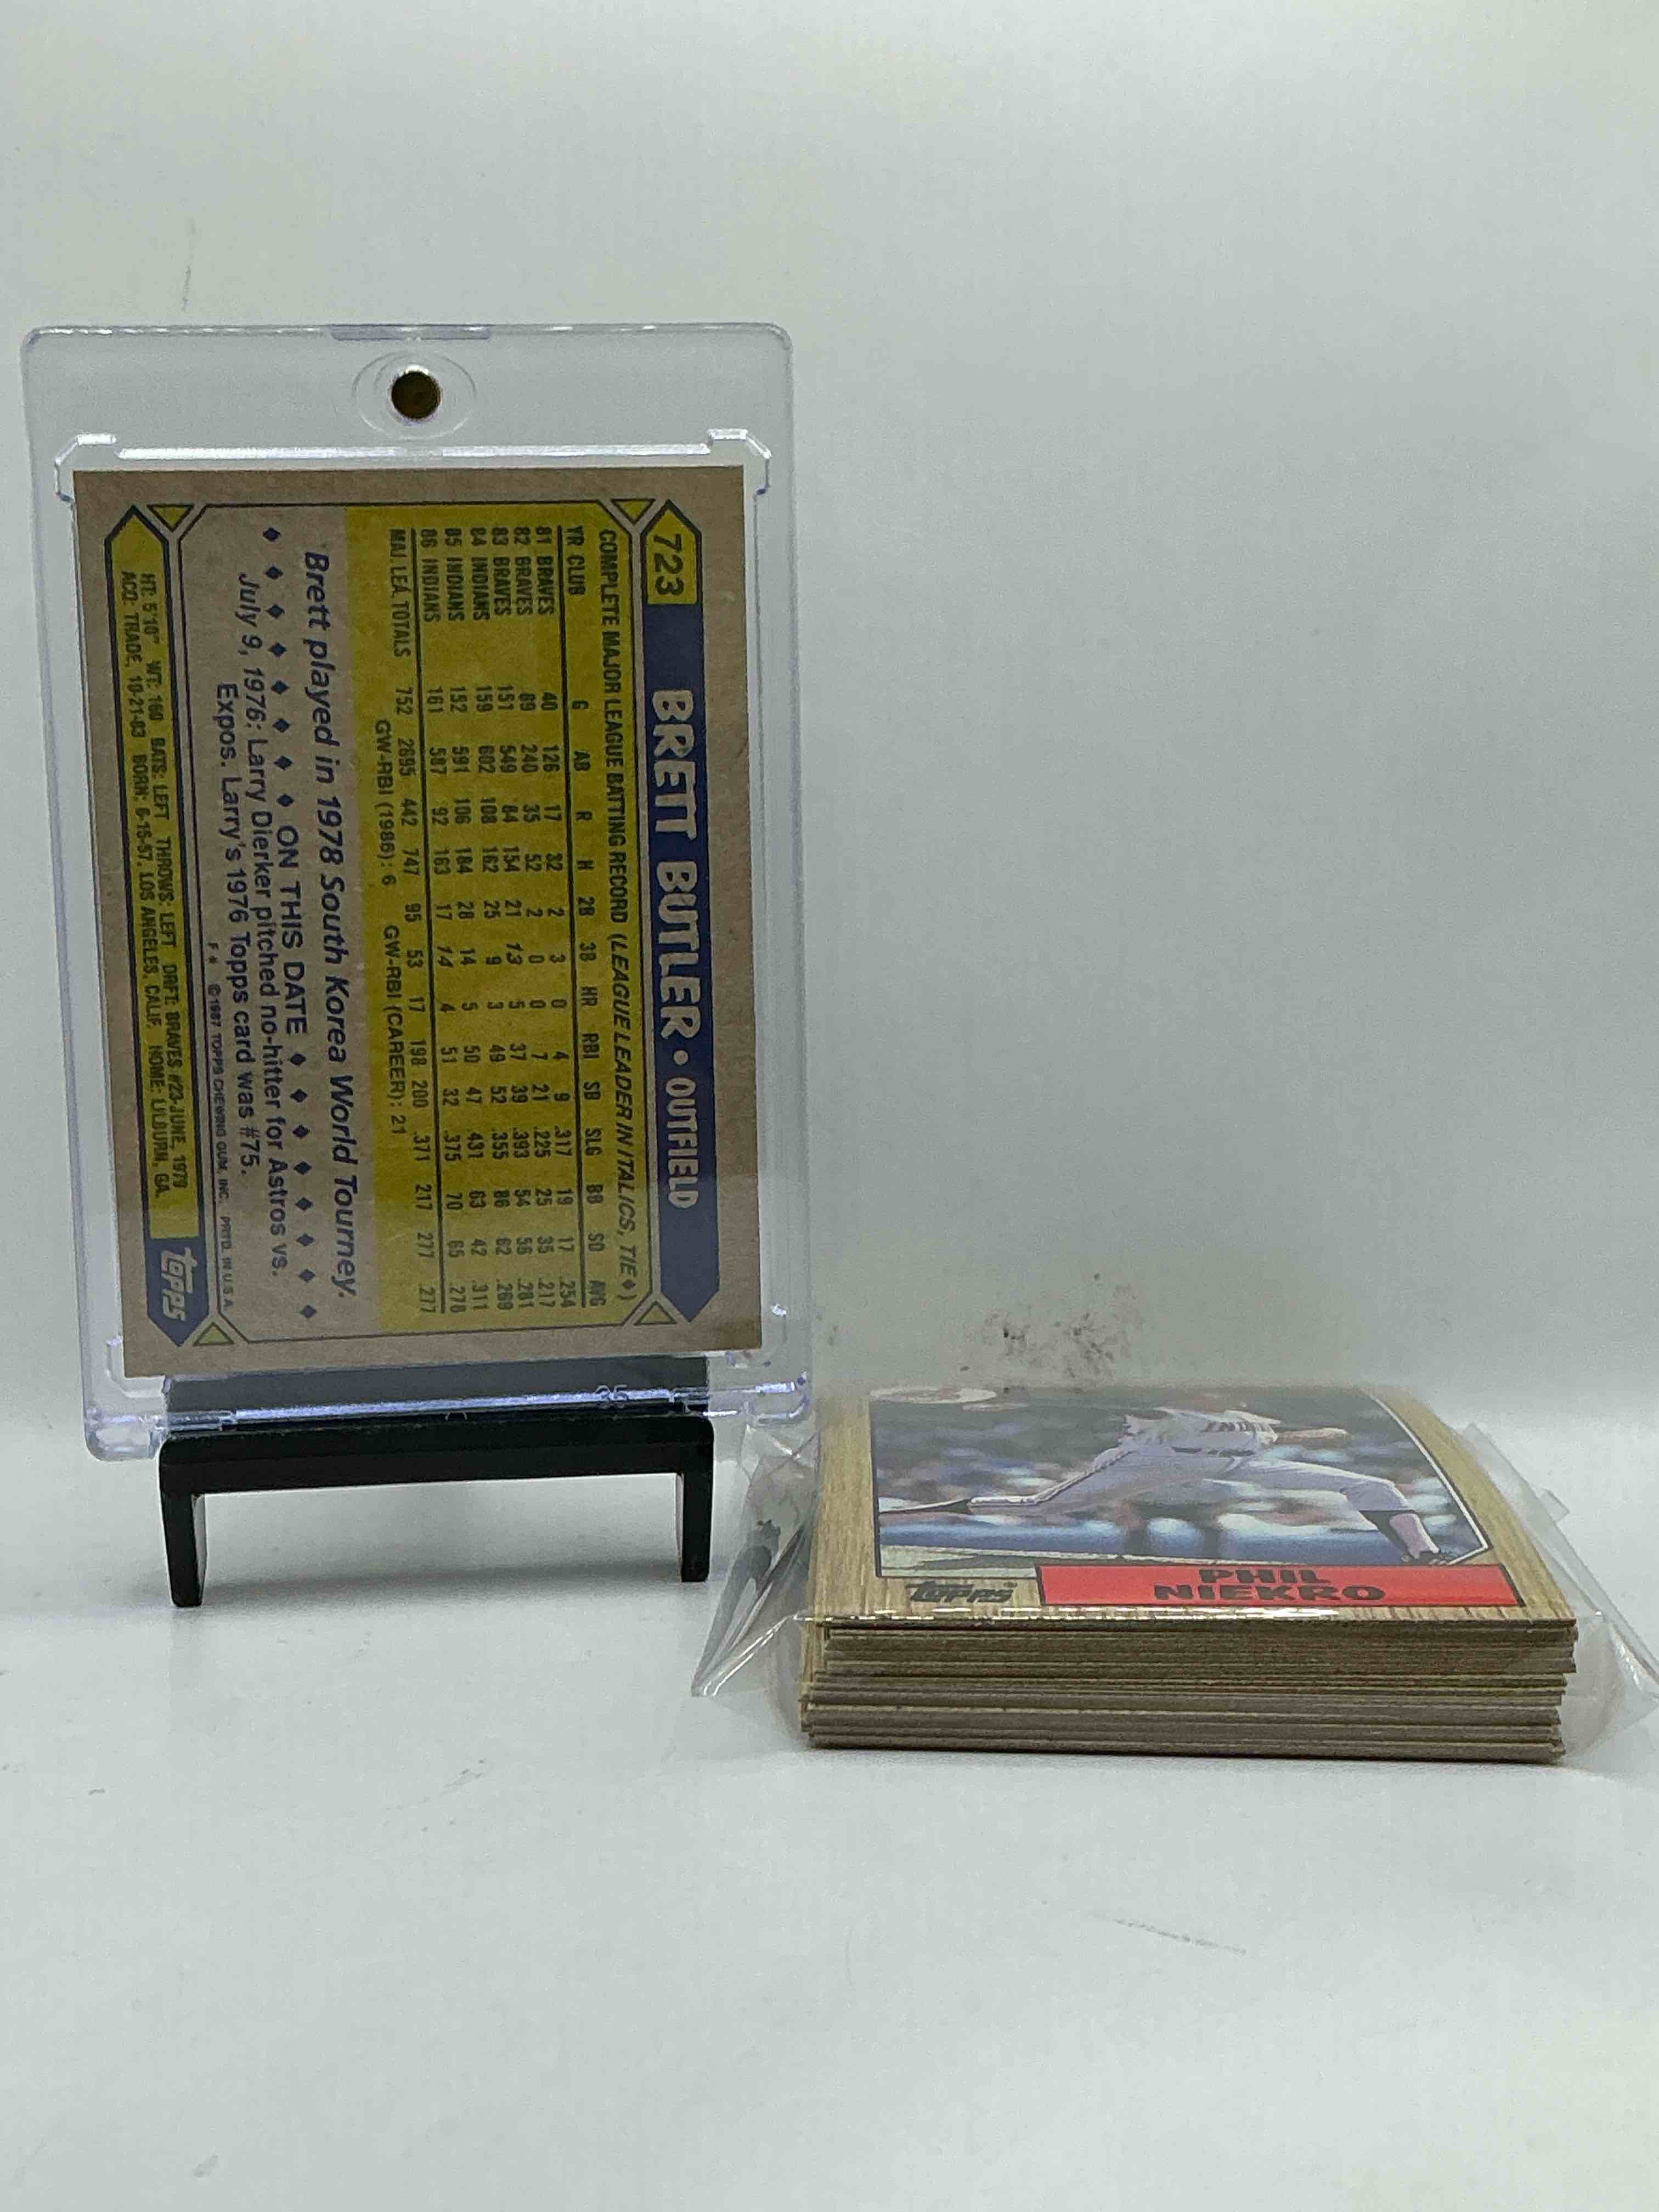 723
BRETT BUTLER • OUTFIELD
COMPLETE MAJOR LEAGUE BATTING RECORD (LEAGUE LEADER IN ITALICS, TIE♦)
YR CLUB G AB R H 2B 3B HR RBI SB SLG BB SO AVG
81 BRAVES 40 126 17 32 2 3 0 4 9 .317 19 17 .254
82 BRAVES 89 240 35 52 2 0 0 7 21 .225 25 35 .217
83 BRAVES 151 549 84 154 21 13 5 37 39 .393 54 56 .281
84 INDIANS 159 602 108 162 25 9 3 49 52 .355 86 62 .269
85 INDIANS 152 591 106 184 28 14 5 50 47 .431 63 42 .311
86 INDIANS 161 587 92 163 17 14 4 51 32 .375 70 65 .278
MAJ. LEA. TOTALS 752 2695 442 747 95 53 17 198 200 .371 217 277 .277
GW-RBI (1986): 6 GW-RBI (CAREER): 21
Brett played in 1978 South Korea World Tourney.
♦ ♦ ♦ ♦ ♦ ♦ ♦ ♦ ON THIS DATE ♦ ♦ ♦ ♦ ♦ ♦ ♦ ♦
July 9, 1976: Larry Dierker pitched no-hitter for Astros vs.
Expos. Larry's 1976 Topps card was #75.
F * ©1987 TOPPS CHEWING GUM, INC. PRTD. IN U.S.A.
HT: 5'10" WT: 160 BATS: LEFT THROWS: LEFT DRFT: BRAVES #23-JUNE, 1979
ACQ: TRADE, 10-21-83 BORN: 6-15-57, LOS ANGELES, CALIF. HOME: LILBURN, GA.
topps
35
topps
PHIL
NIEKRO